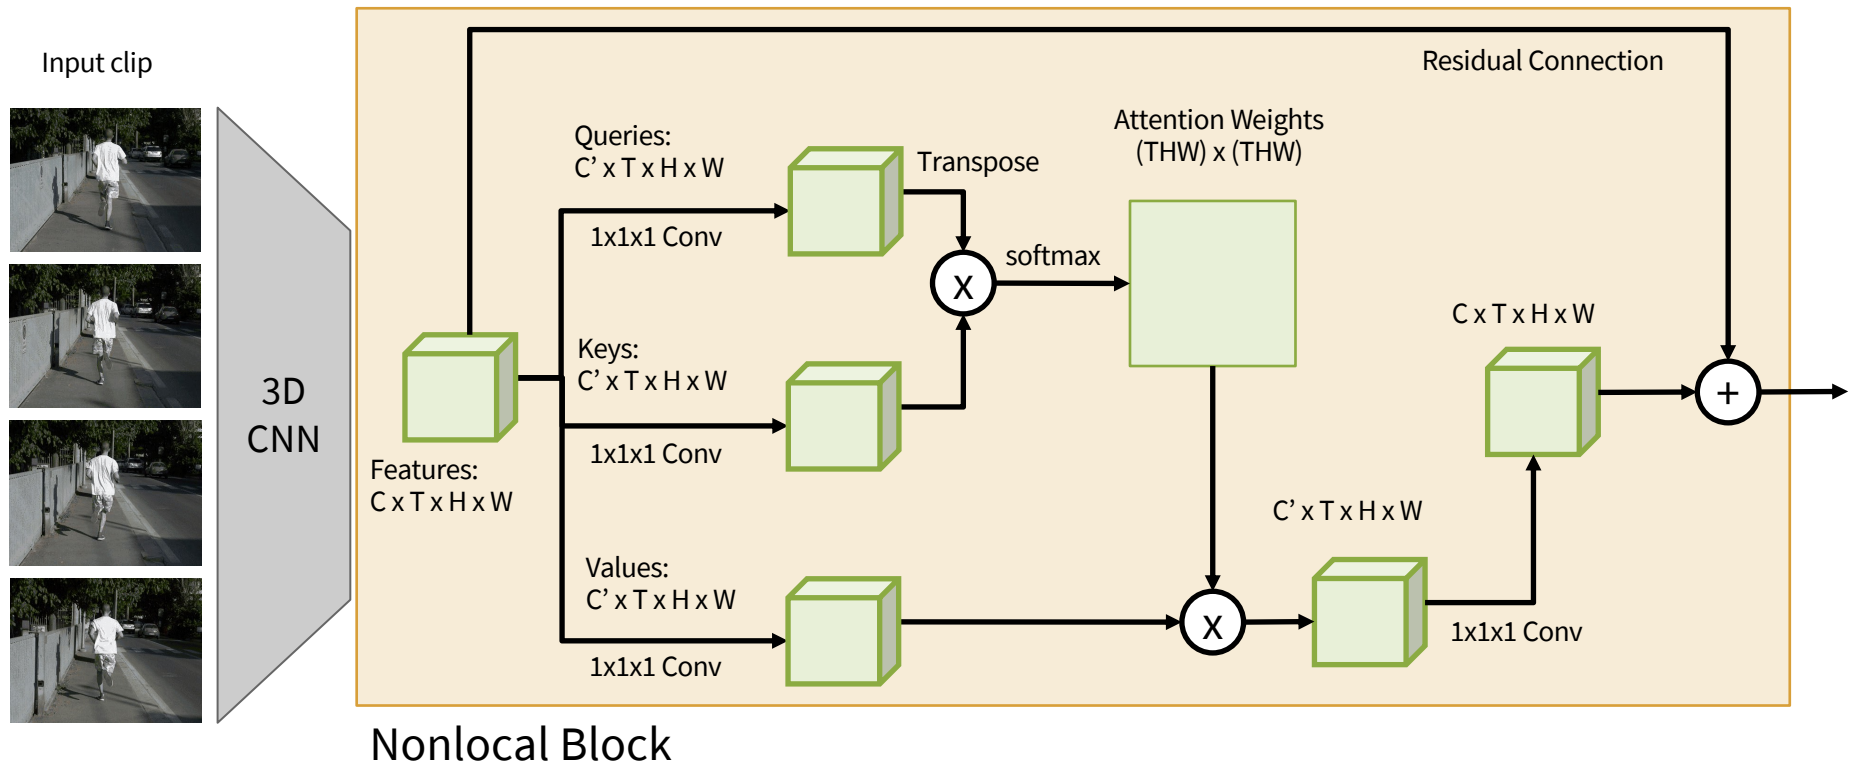 Input clip
3D
CNN
Features:
C x T x H x W
Queries:
C’ x T x H x W
1x1x1 Conv
Keys:
C’ x T x H x W
1x1x1 Conv
Values:
C’ x T x H x W
1x1x1 Conv
Transpose
x
softmax
Attention Weights
(THW) x (THW)
x
C’ x T x H x W
1x1x1 Conv
C x T x H x W
Residual Connection
+
Nonlocal Block